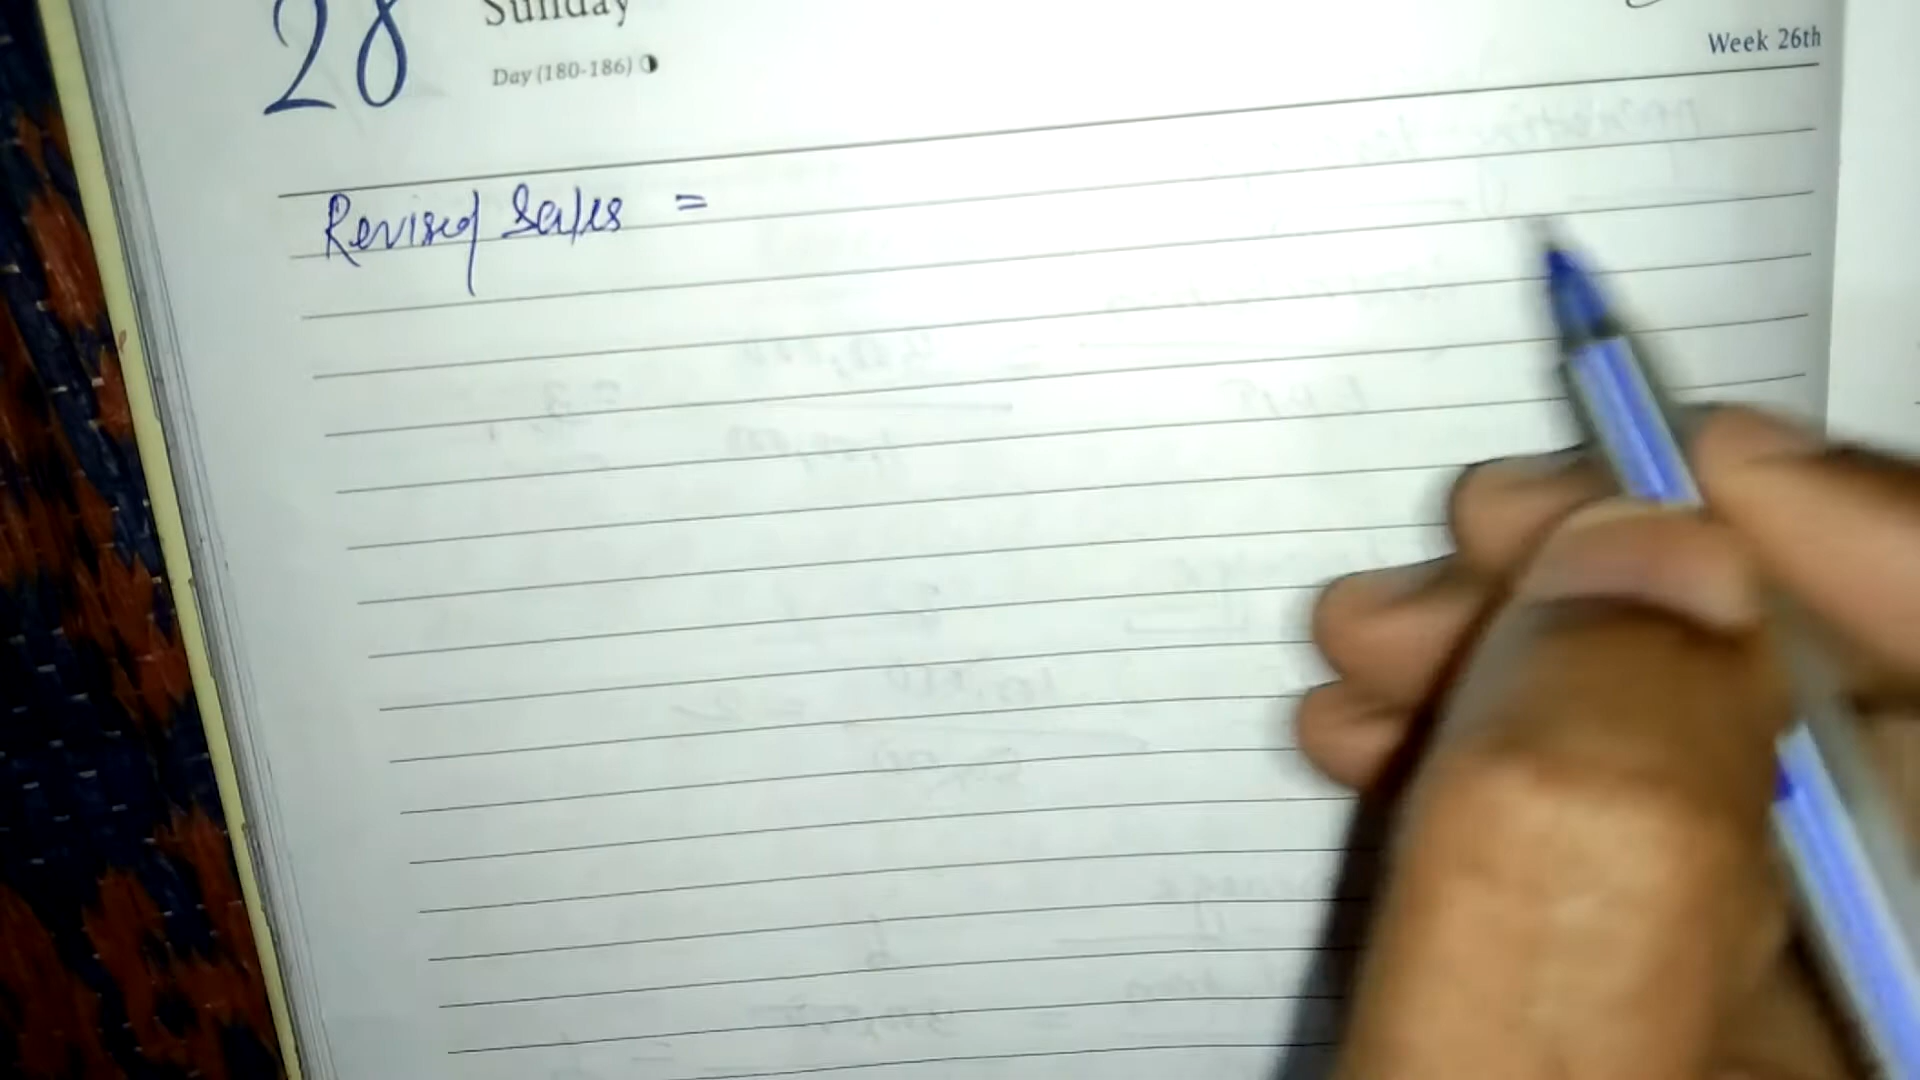 28 Sunday
Day (180-186)
Week 26th
Revised Sales =